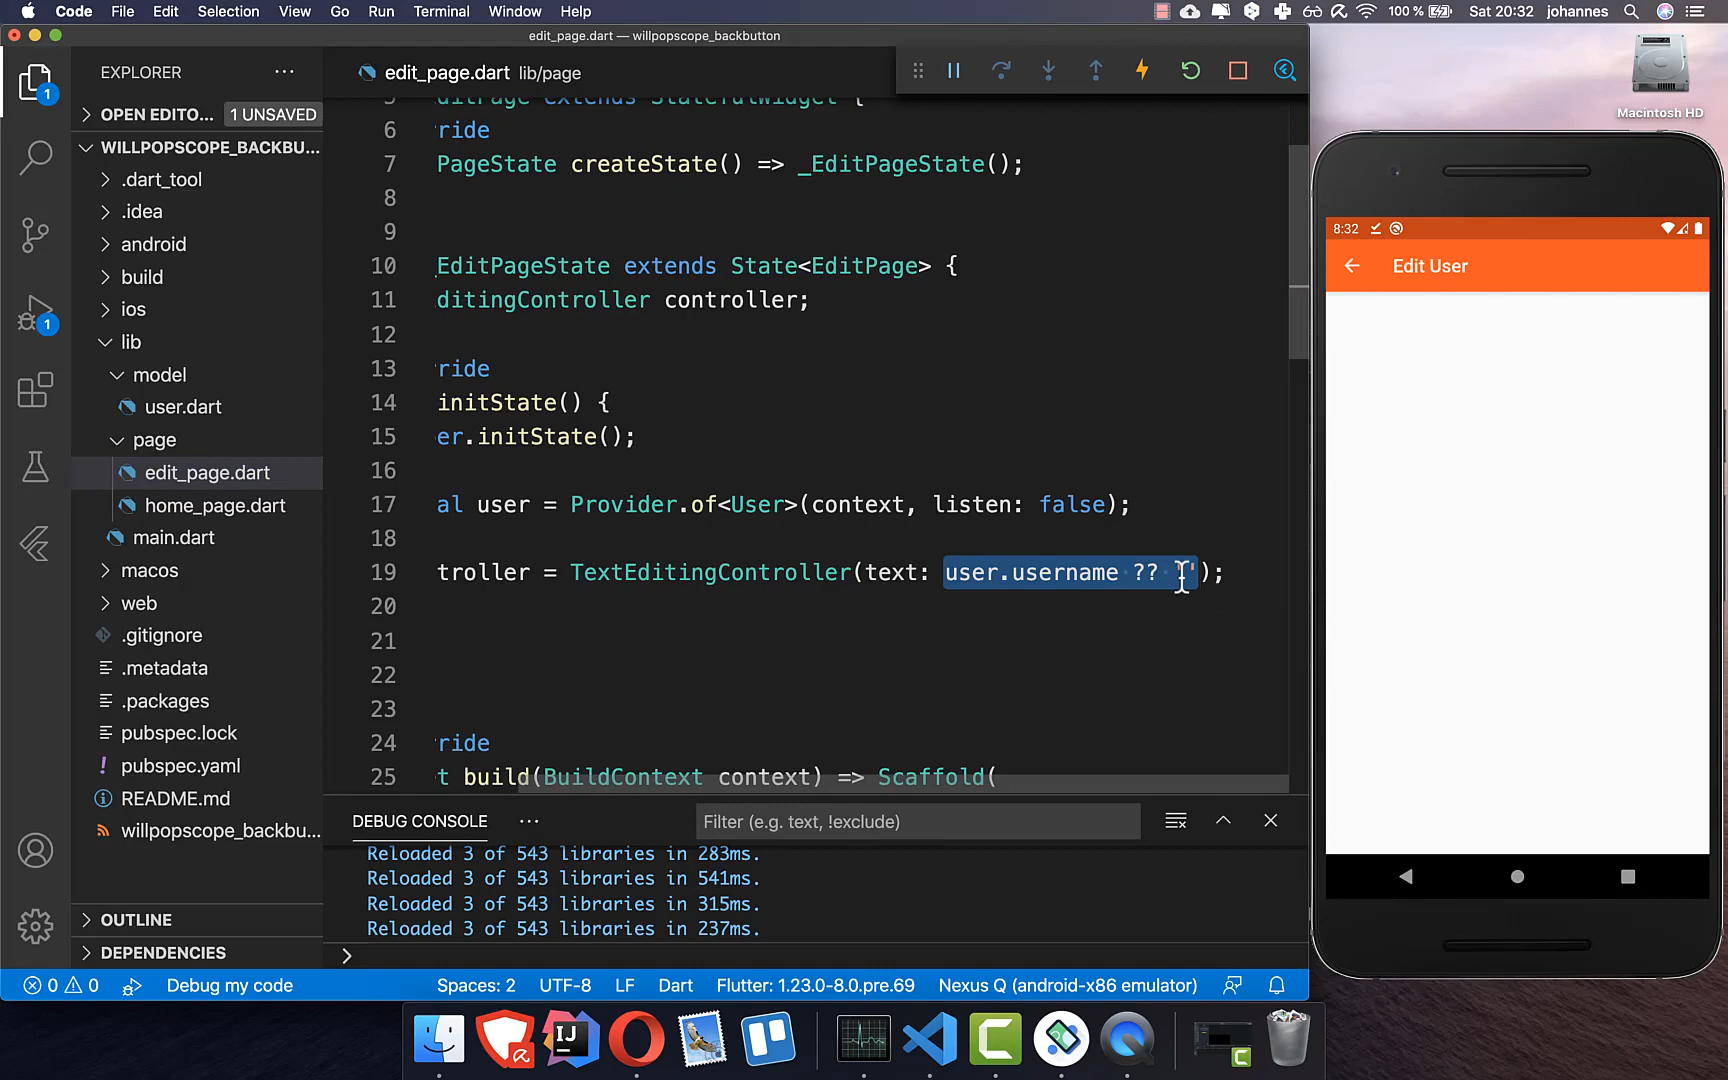 Code File Edit Selection View Go Run Terminal Window Help 100 % Sat 20:32 johannes
edit_page.dart — willpopscope_backbutton
Macintosh HD
EXPLORER
1
OPEN EDITO... 1 UNSAVED
WILLPOPSCOPE_BACKBU...
.dart_tool
.idea
android
build
ios
1
lib
model
user.dart
page
edit_page.dart
home_page.dart
main.dart
macos
web
.gitignore
.metadata
.packages
pubspec.lock
pubspec.yaml
README.md
willpopscope_backbu...
OUTLINE
DEPENDENCIES
edit_page.dart lib/page
5 ditPage extends StatefulWidget {
6 ride
7 PageState createState() => _EditPageState();
8
9
10 EditPageState extends State<EditPage> {
11 ditingController controller;
12
13 ride
14 initState() {
15 er.initState();
16
17 al user = Provider.of<User>(context, listen: false);
18
19 troller = TextEditingController(text: user.username ?? '');
20
21
22
23
24 ride
25 t build(BuildContext context) => Scaffold(
DEBUG CONSOLE Filter (e.g. text, !exclude)
Reloaded 3 of 543 libraries in 283ms.
Reloaded 3 of 543 libraries in 541ms.
Reloaded 3 of 543 libraries in 315ms.
Reloaded 3 of 543 libraries in 237ms.
0 0 Debug my code Spaces: 2 UTF-8 LF Dart Flutter: 1.23.0-8.0.pre.69 Nexus Q (android-x86 emulator)
8:32
Edit User
IJ